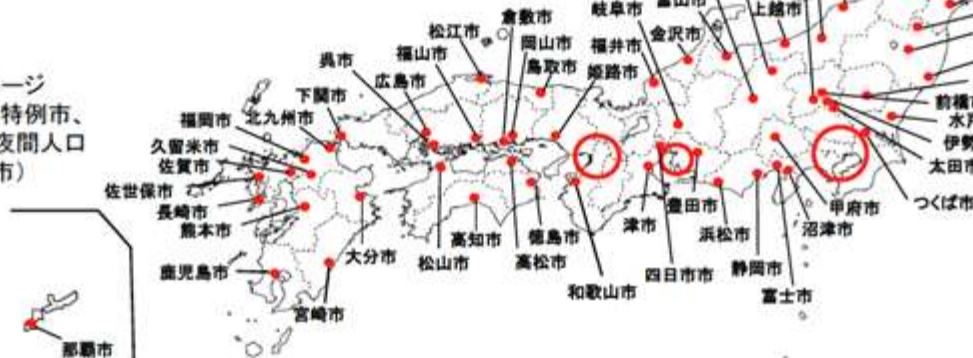 ージ
特例市、
夜間人口
市）
倉敷市
岐阜市
富山市
上越市
松江市
金沢市
岡山市
福井市
福山市
呉市
鳥取市
姫路市
広島市
下関市
前橋
福岡市
北九州市
水戸
久留米市
伊勢
佐賀市
太田市
佐世保市
つくば市
長崎市
甲府市
豊田市
津市
沼津市
熊本市
浜松市
高知市
徳島市
大分市
松山市
高松市
静岡市
鹿児島市
四日市市
和歌山市
富士市
宮崎市
那覇市